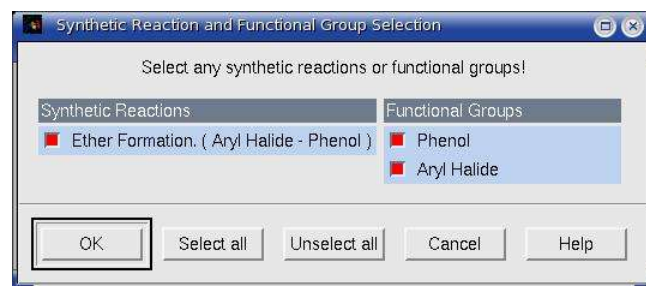 Synthetic Reaction and Functional Group Selection
Select any synthetic reactions or functional groups!
Synthetic Reactions
Functional Groups
Ether Formation. ( Aryl Halide - Phenol )
Phenol
Aryl Halide
OK
Select all
Unselect all
Cancel
Help